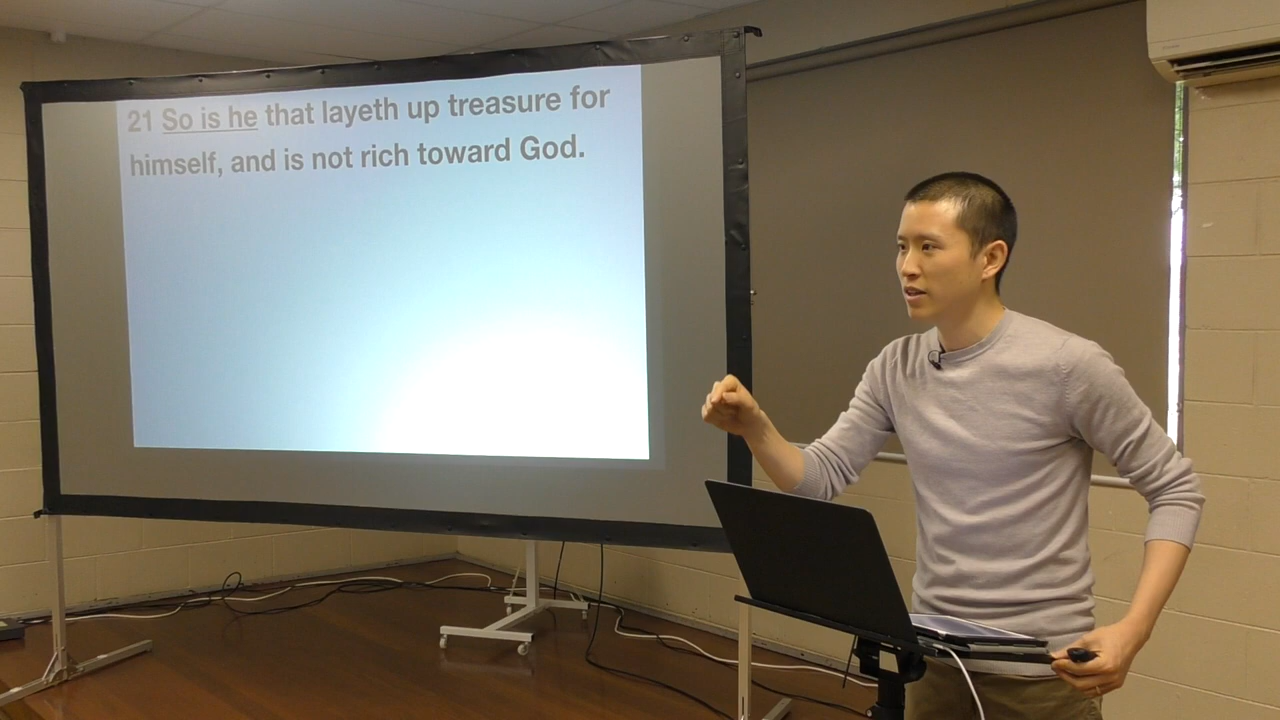 21 So is he that layeth up treasure for
himself, and is not rich toward God.